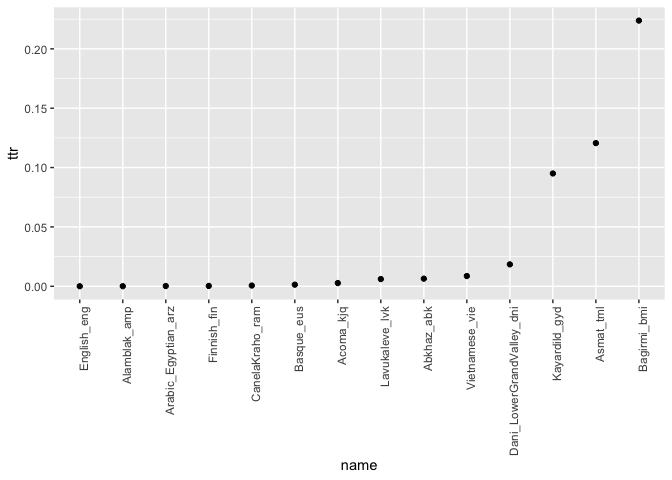 0.20
0.15
0.10
0.05
0.00
ttr
English_eng
Alamblak_amp
Arabic_Egyptian_arz
Finnish_fin
CanelaKraho_ram
Basque_eus
Acoma_kjq
Lavukaleve_lvk
Abkhaz_abk
Vietnamese_vie
Dani_LowerGrandValley_dni
Kayardild_gyd
Asmat_tml
Bagirmi_bmi
name